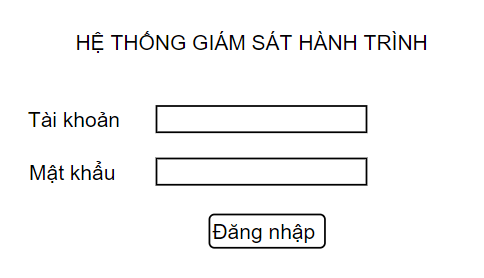 HỆ THỐNG GIÁM SÁT HÀNH TRÌNH
Tài khoản
Mật khẩu
Đăng nhập